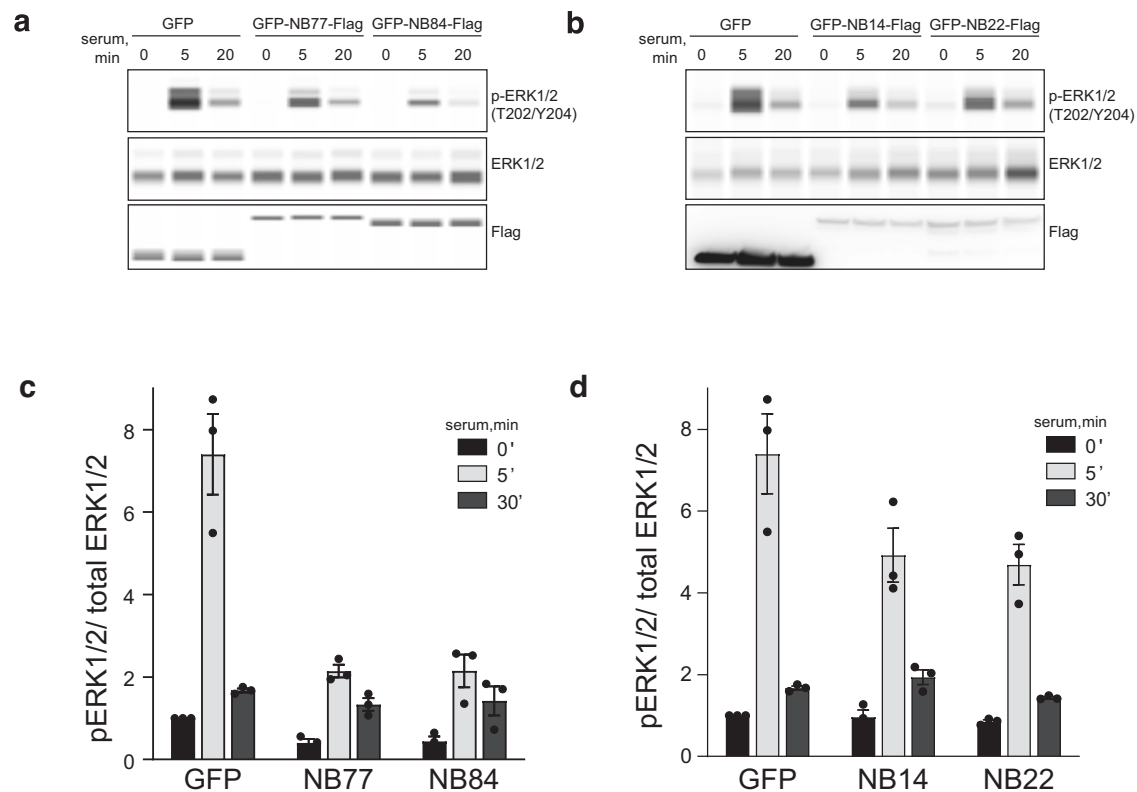 a
GFP GFP-NB77-Flag GFP-NB84-Flag
serum, min 0 5 20 0 5 20 0 5 20
p-ERK1/2
(T202/Y204)
ERK1/2
Flag
b
GFP GFP-NB14-Flag GFP-NB22-Flag
serum, min 0 5 20 0 5 20 0 5 20
p-ERK1/2
(T202/Y204)
ERK1/2
Flag
c
pERK1/2/ total ERK1/2
8
6
4
2
0
serum,min
0'
5'
30'
GFP NB77 NB84
d
pERK1/2/ total ERK1/2
8
6
4
2
0
serum,min
0'
5'
30'
GFP NB14 NB22